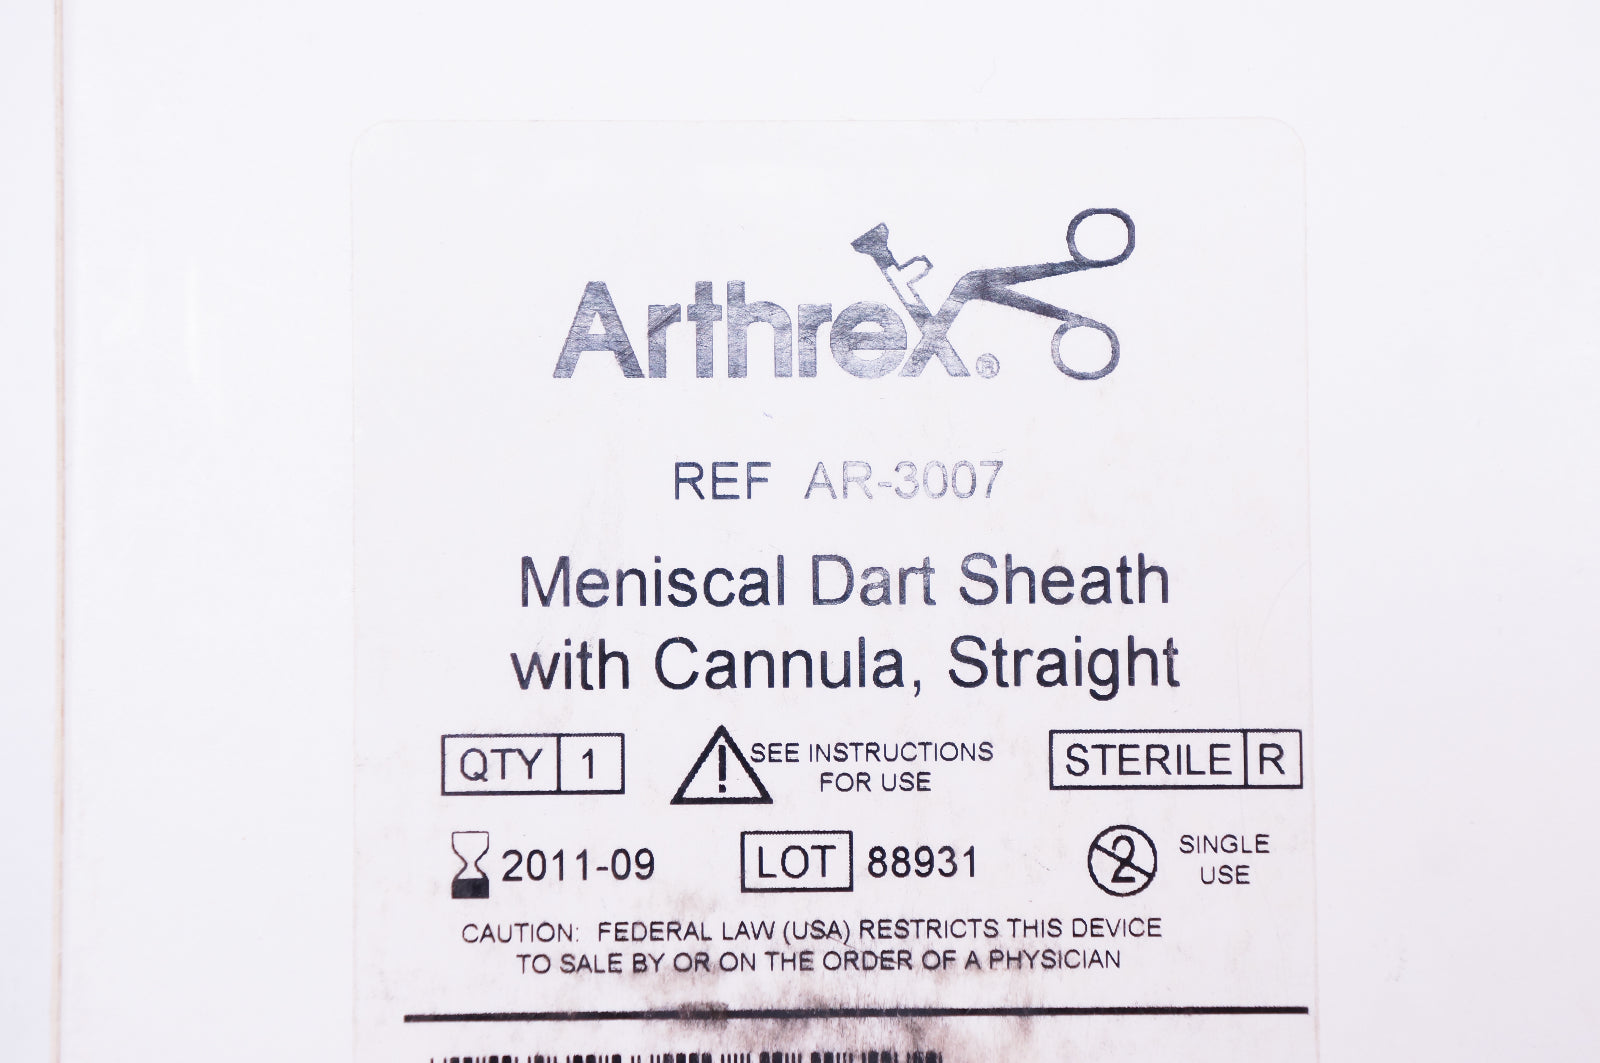 Arthrex®
REF AR-3007
Meniscal Dart Sheath
with Cannula, Straight
QTY 1
SEE INSTRUCTIONS
FOR USE
STERILE R
2011-09
LOT 88931
2
SINGLE
USE
CAUTION: FEDERAL LAW (USA) RESTRICTS THIS DEVICE
TO SALE BY OR ON THE ORDER OF A PHYSICIAN